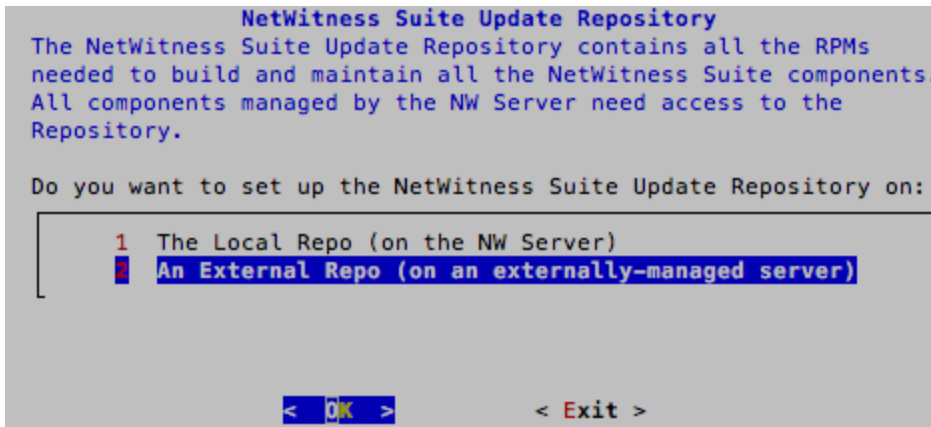 NetWitness Suite Update Repository
The NetWitness Suite Update Repository contains all the RPMs
needed to build and maintain all the NetWitness Suite components.
All components managed by the NW Server need access to the
Repository.
Do you want to set up the NetWitness Suite Update Repository on:
1 The Local Repo (on the NW Server)
2 An External Repo (on an externally-managed server)
< OK > < Exit >